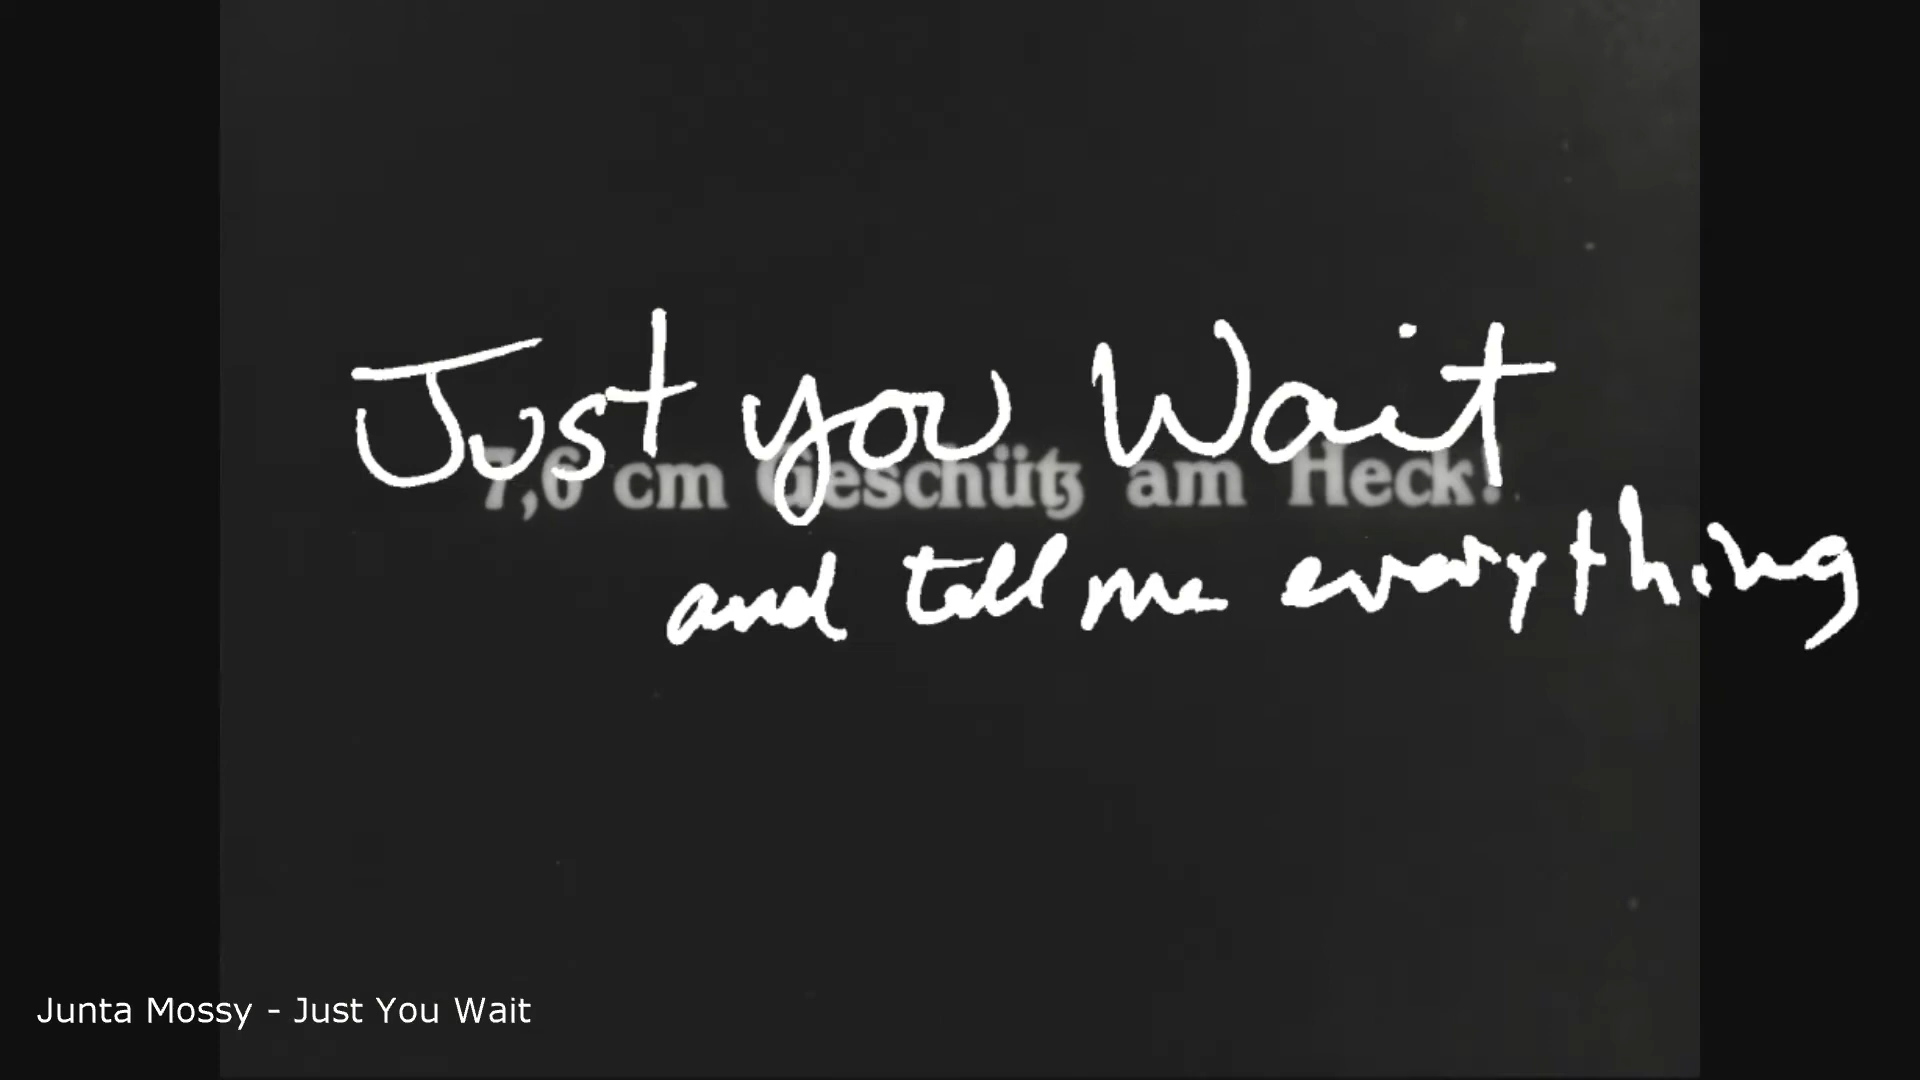 Just you Wait
7,6 cm Geschütz am Heck!
and tell me everything
Junta Mossy - Just You Wait